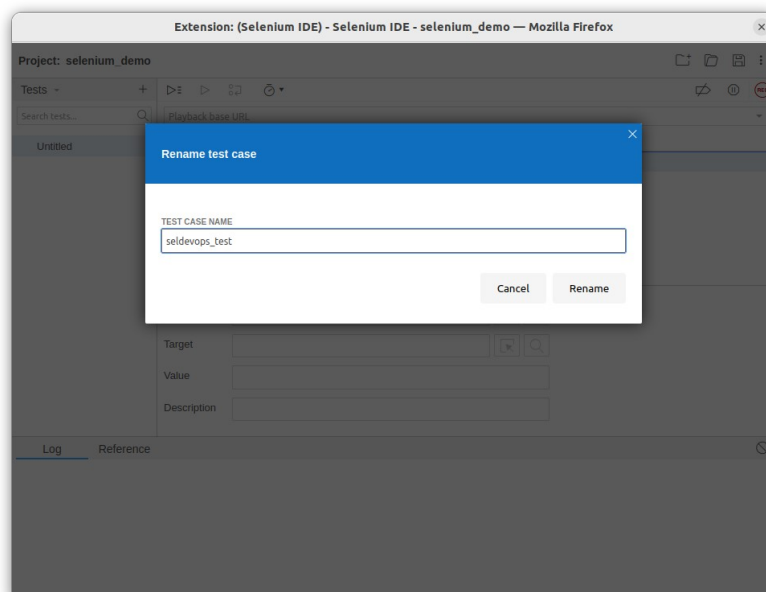 Extension: (Selenium IDE) - Selenium IDE - selenium_demo — Mozilla Firefox
Project: selenium_demo
Tests
Search tests...
Playback base URL
Untitled
Rename test case
TEST CASE NAME
seldevops_test
Cancel
Rename
Target
Value
Description
Log
Reference